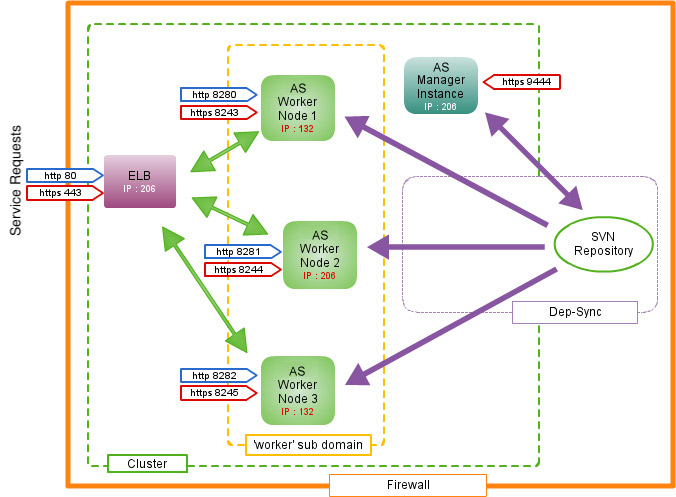 AS
Worker
Node 1
IP : 132
http 8280
https 8243
AS
Manager
Instance
IP : 206
https 9444
Service Requests
http 80
https 443
ELB
IP : 206
AS
Worker
Node 2
IP : 206
http 8281
https 8244
SVN
Repository
Dep-Sync
AS
Worker
Node 3
IP : 132
http 8282
https 8245
'worker' sub domain
Cluster
Firewall